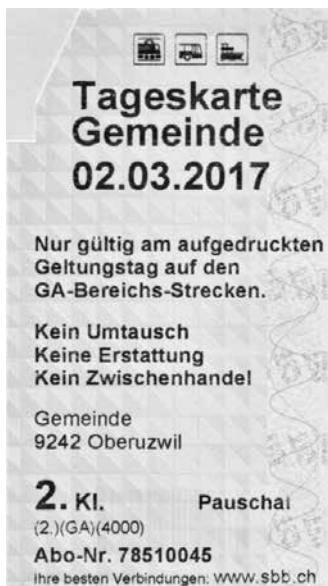 Tageskarte
Gemeinde
02.03.2017
Nur gültig am aufgedruckten
Geltungstag auf den
GA-Bereichs-Strecken.
Kein Umtausch
Keine Erstattung
Kein Zwischenhandel
Gemeinde
9242 Oberuzwil
2. Kl. Pauschal
(2.)(GA)(4000)
Abo-Nr. 78510045
Ihre besten Verbindungen: www.sbb.ch